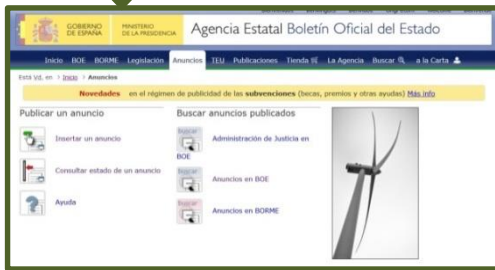 GOBIERNO
DE ESPAÑA
MINISTERIO
DE LA PRESIDENCIA
Agencia Estatal Boletín Oficial del Estado
Inicio BOE BORME Legislación Anuncios TEU Publicaciones Tienda La Agencia Buscar a la Carta
Está Vd. en > Inicio > Anuncios
Novedades en el régimen de publicidad de las subvenciones (becas, premios y otras ayudas) Más info
Publicar un anuncio
Insertar un anuncio
Consultar estado de un anuncio
Ayuda
Buscar anuncios publicados
buscar
Administración de Justicia en
BOE
buscar
Anuncios en BOE
buscar
Anuncios en BORME